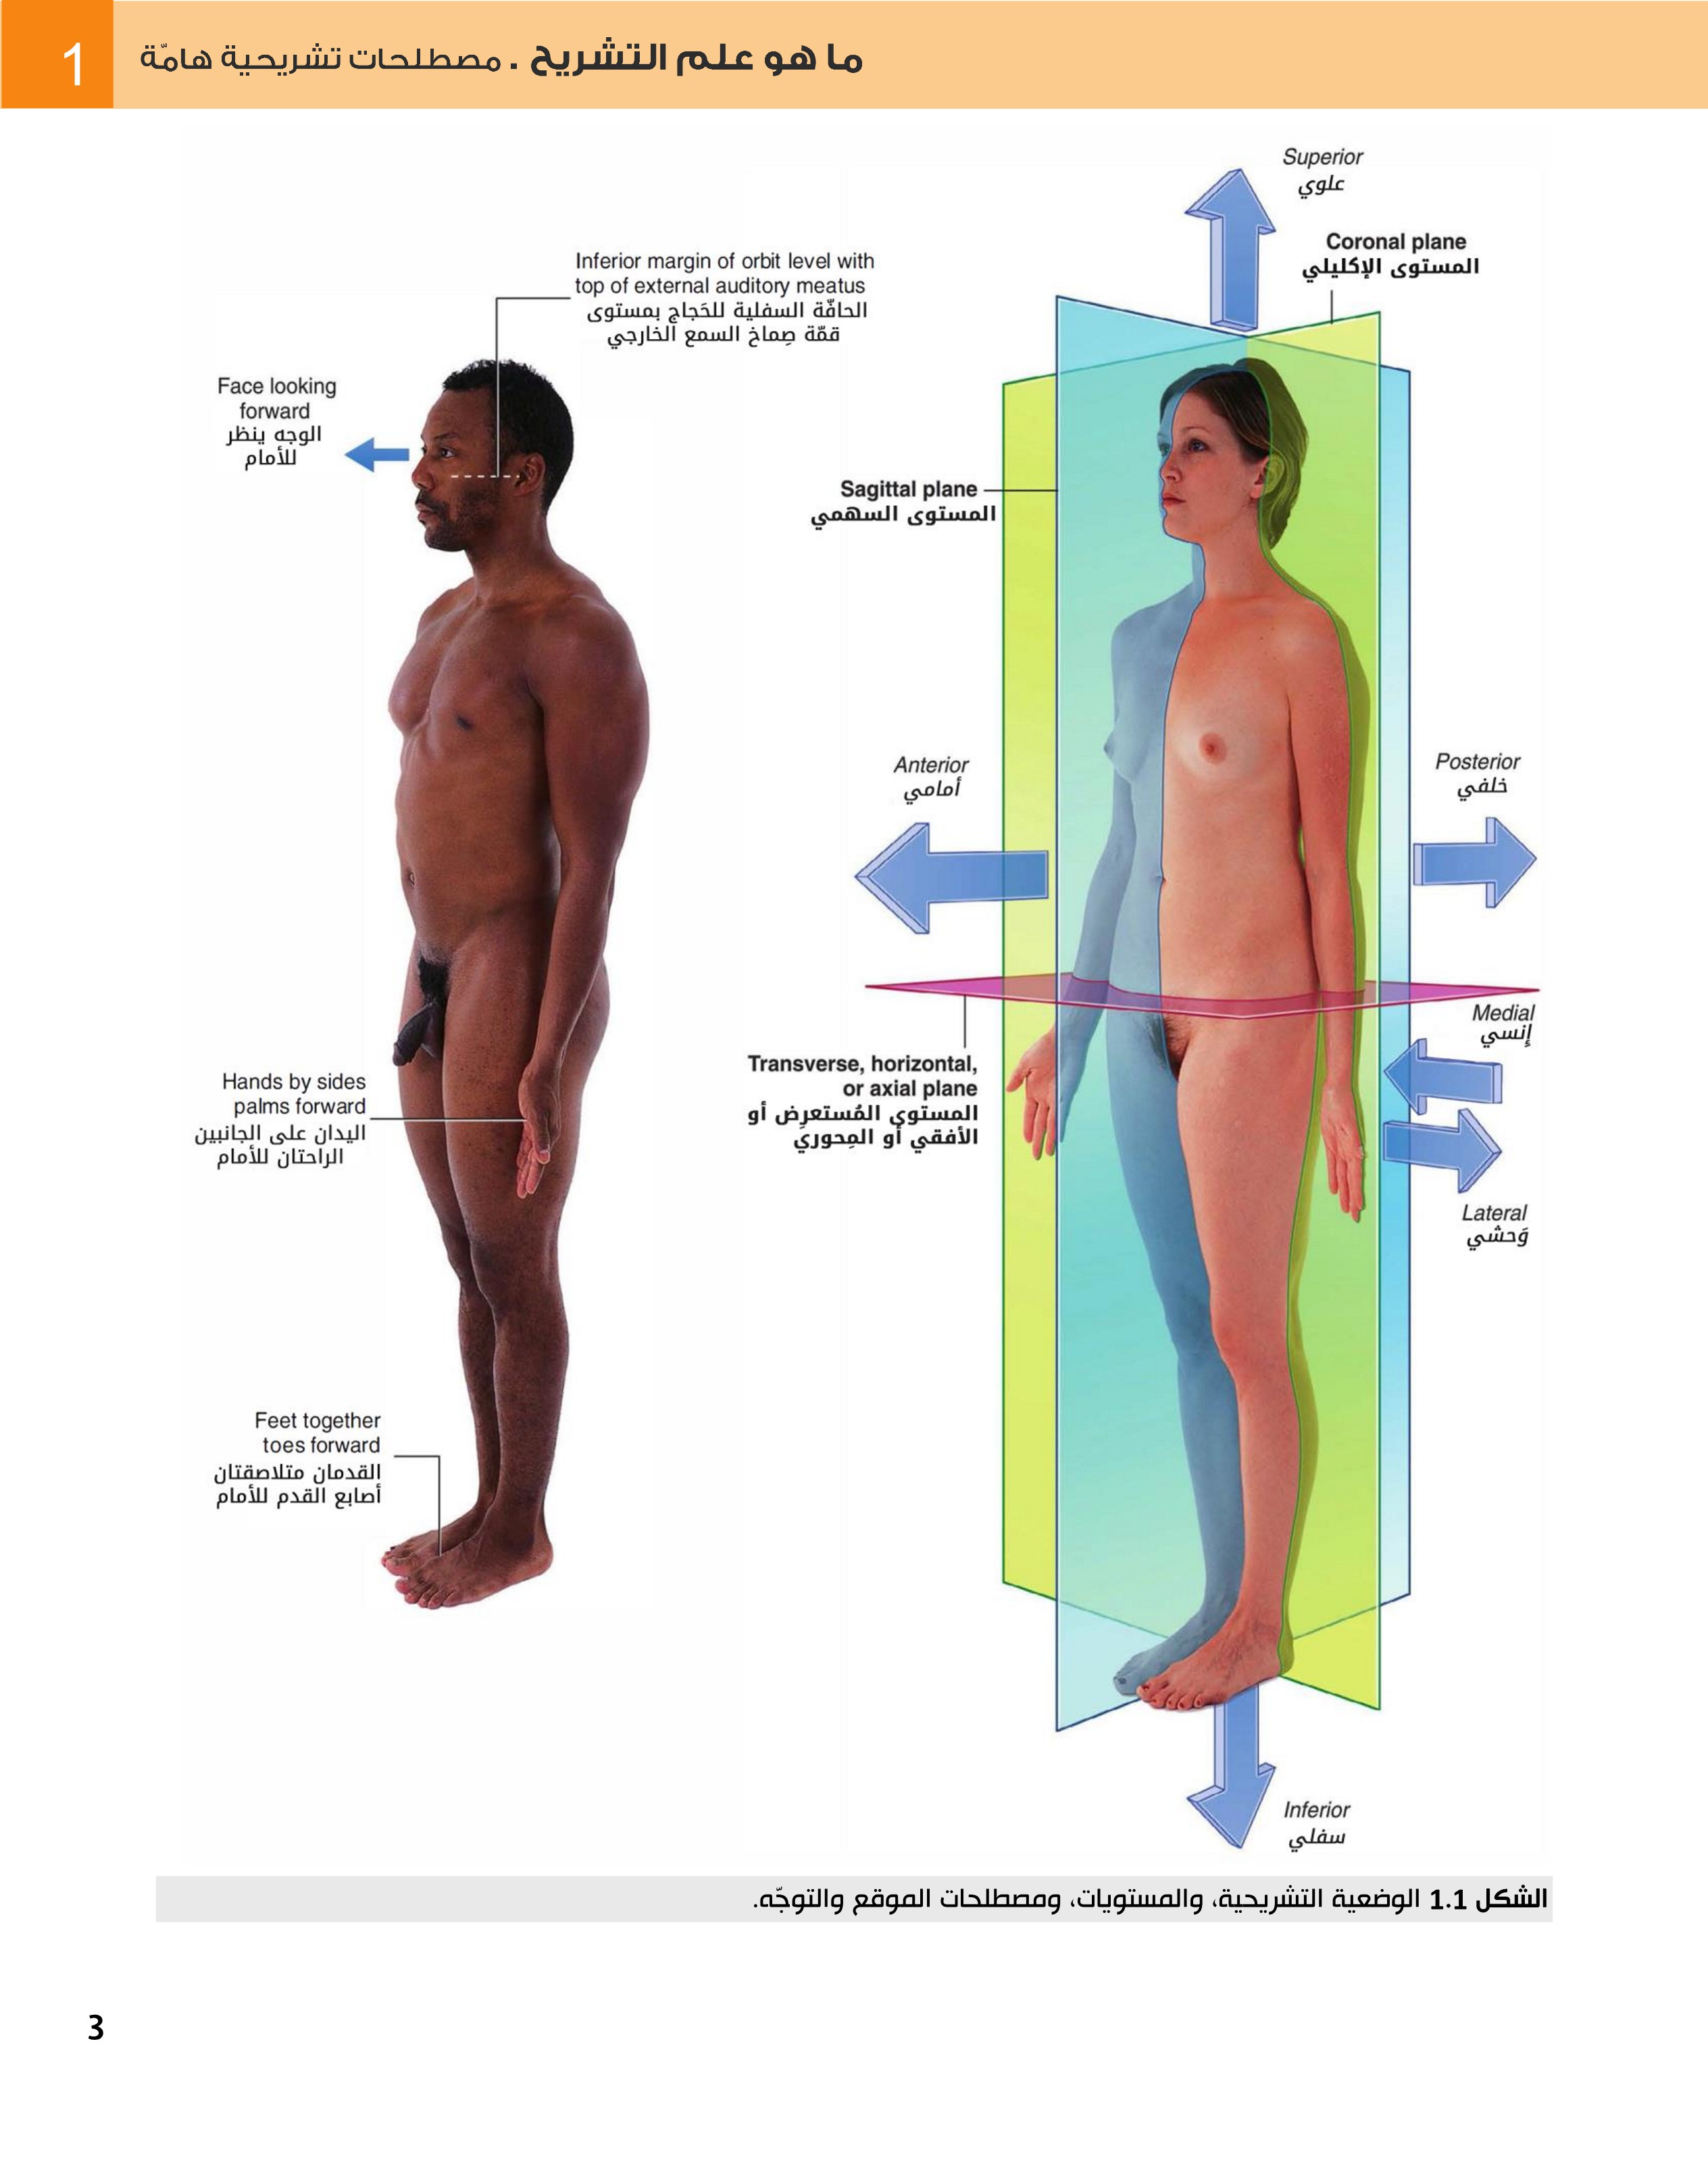 1
ما هو علم التشريح . مصطلحات تشريحية هامّة
Superior
علوي
Coronal plane
المستوى الإكليلي
Inferior margin of orbit level with
top of external auditory meatus
الحافّة السفلية للحَجاج بمستوى
قمّة صِماخ السمع الخارجي
Face looking
forward
الوجه ينظر
للأمام
Sagittal plane
المستوى السهمي
Anterior
أمامي
Posterior
خلفي
Medial
إنسي
Transverse, horizontal,
or axial plane
المستوى المُستعرِض أو
الأفقي أو المِحوري
Hands by sides
palms forward
اليدان على الجانبين
الراحتان للأمام
Lateral
وَحشي
Feet together
toes forward
القدمان متلاصقتان
أصابع القدم للأمام
Inferior
سفلي
الشكل 1.1 الوضعية التشريحية، والمستويات، ومصطلحات الموقع والتوجّه.
3